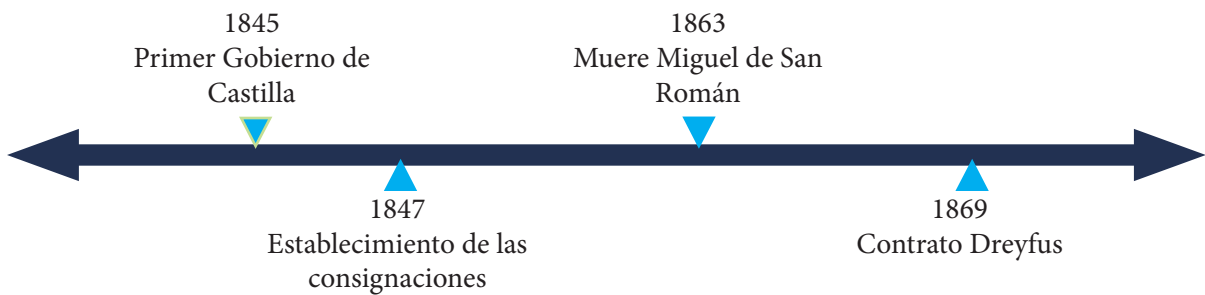 1845
Primer Gobierno de
Castilla
1863
Muere Miguel de San
Román
1847
Establecimiento de las
consignaciones
1869
Contrato Dreyfus